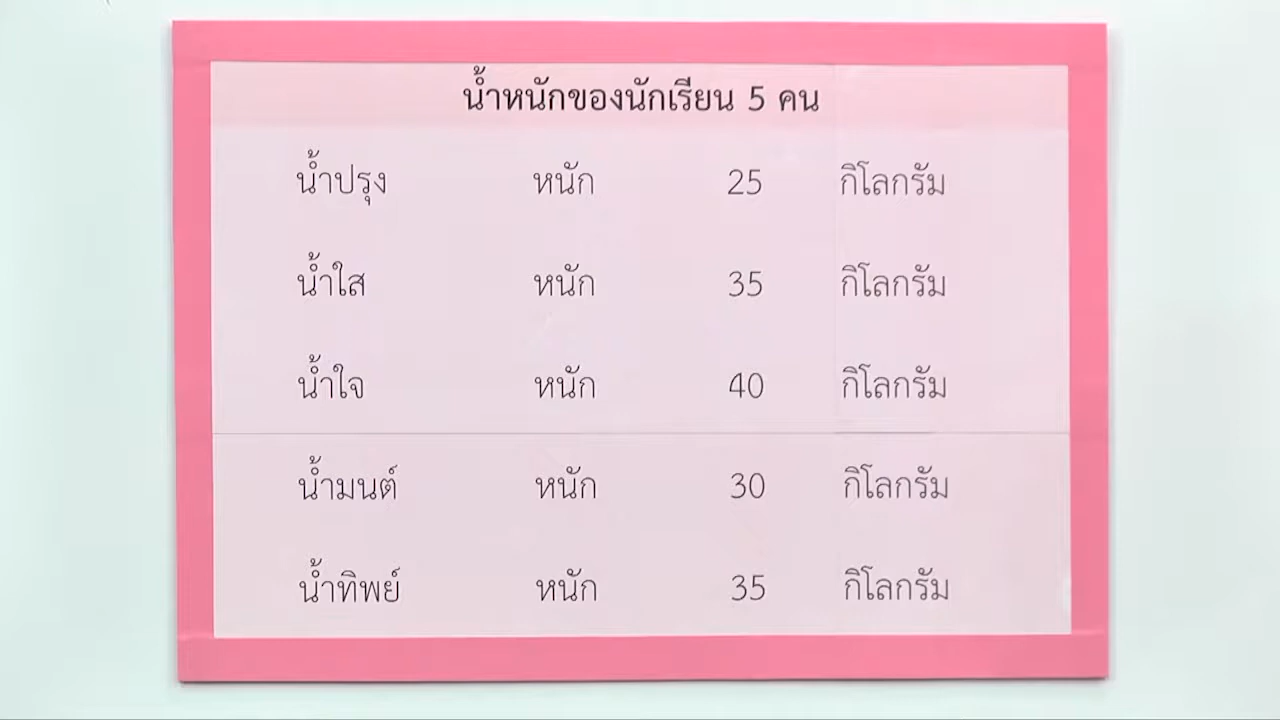 น้ำหนักของนักเรียน 5 คน
น้ำปรุง หนัก 25 กิโลกรัม
น้ำใส หนัก 35 กิโลกรัม
น้ำใจ หนัก 40 กิโลกรัม
น้ำมนต์ หนัก 30 กิโลกรัม
น้ำทิพย์ หนัก 35 กิโลกรัม